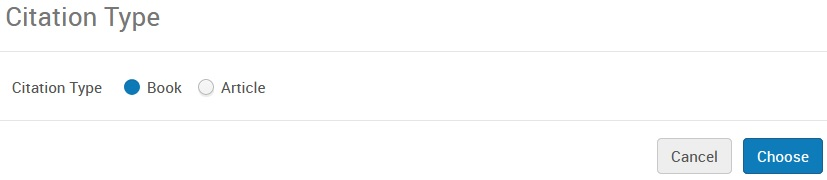 Citation Type
Citation Type Book Article
Cancel Choose